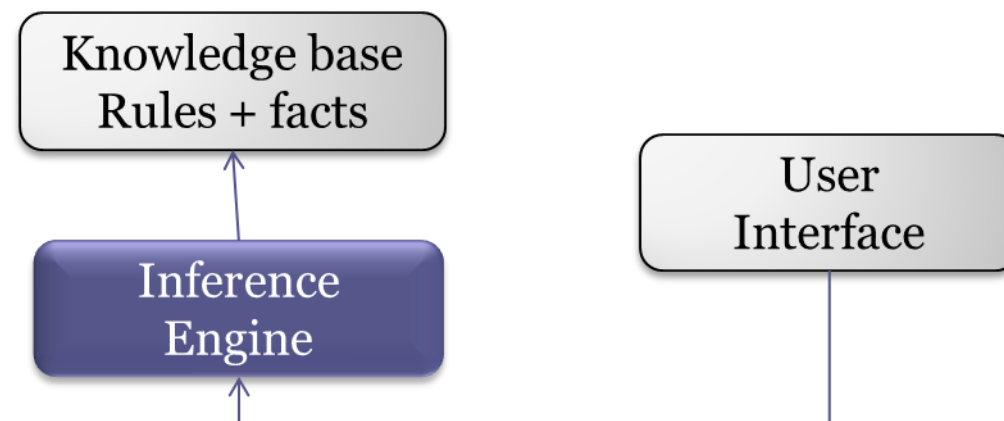 Knowledge base
Rules + facts
User
Interface
Inference
Engine